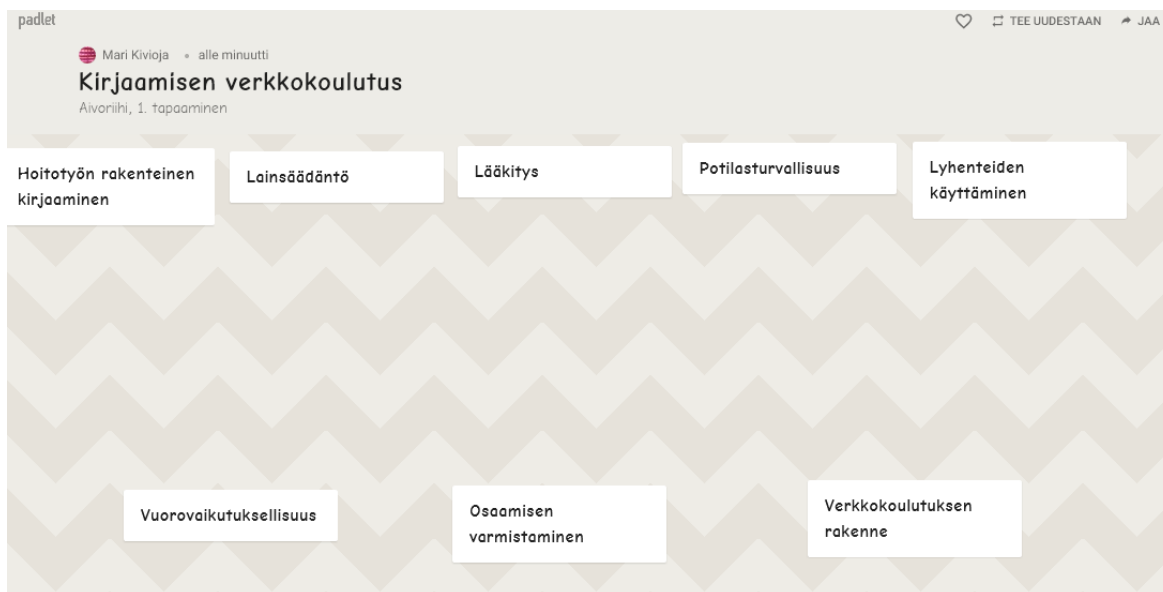 padlet
TEE UUDESTAAN
JAA
Mari Kivioja • alle minuutti
Kirjaamisen verkkokoulutus
Aivoriihi, 1. tapaaminen
Hoitotyön rakenteinen
kirjaaminen
Lainsäädäntö
Lääkitys
Potilasturvallisuus
Lyhenteiden
käyttäminen
Vuorovaikutuksellisuus
Osaamisen
varmistaminen
Verkkokoulutuksen
rakenne